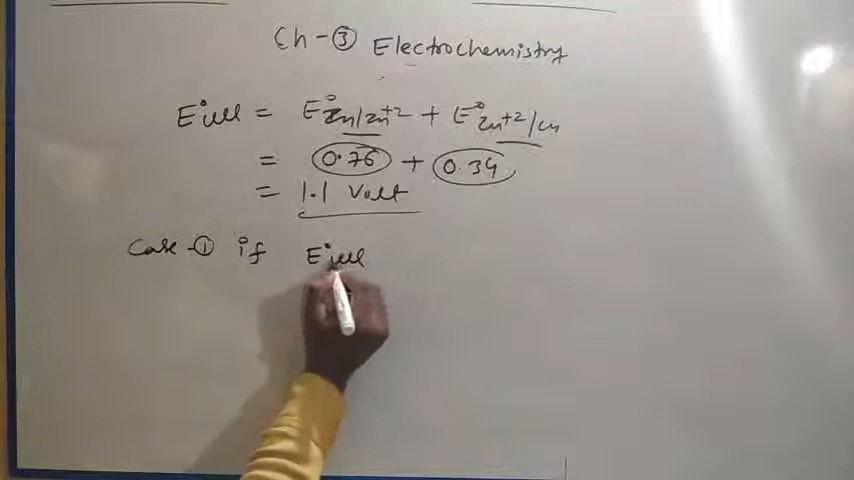 Ch-③ Electrochemistry
E°cell = E°Zn/Zn+2 + E°Zn+2/Cu
= 0.76 + 0.34
= 1.1 Volt
Case-① if E°cell